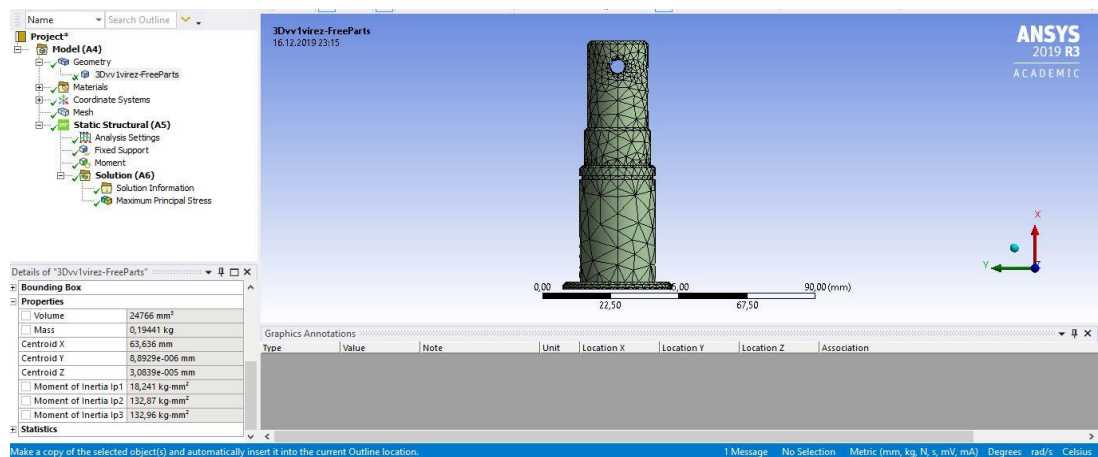 Name
Search Outline
Project*
Model (A4)
Geometry
3Dvv1virez-FreeParts
Materials
Coordinate Systems
Mesh
Static Structural (A5)
Analysis Settings
Fixed Support
Moment
Solution (A6)
Solution Information
Maximum Principal Stress
Details of "3Dvv1virez-FreeParts"
Bounding Box
Properties
Volume 24766 mm³
Mass 0,19441 kg
Centroid X 63,636 mm
Centroid Y 8,8929e-006 mm
Centroid Z 3,0839e-005 mm
Moment of Inertia Ip1 18,241 kg·mm²
Moment of Inertia Ip2 132,87 kg·mm²
Moment of Inertia Ip3 132,96 kg·mm²
Statistics
3Dvv1virez-FreeParts
16.12.2019 23:15
ANSYS
2019 R3
ACADEMIC
X
Y
Z
0,00 5,00 90,00 (mm)
22,50 67,50
Graphics Annotations
Type Value Note Unit Location X Location Y Location Z Association
Make a copy of the selected object(s) and automatically insert it into the current Outline location. 1 Message No Selection Metric (mm, kg, N, s, mV, mA) Degrees rad/s Celsius